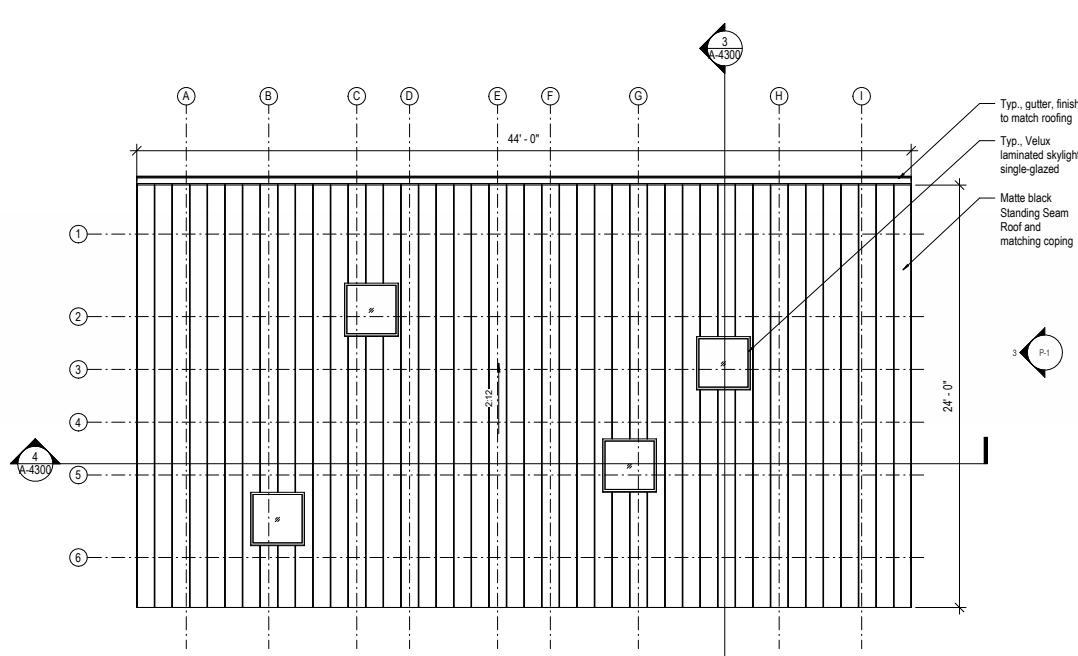 3
A-4300
A
B
C
D
E
F
G
H
I
44' - 0"
Typ., gutter, finish
to match roofing
Typ., Velux
laminated skylight
single-glazed
Matte black
Standing Seam
Roof and
matching coping
1
2
3
4
5
6
2:12
24' - 0"
3
P-1
4
A-4300